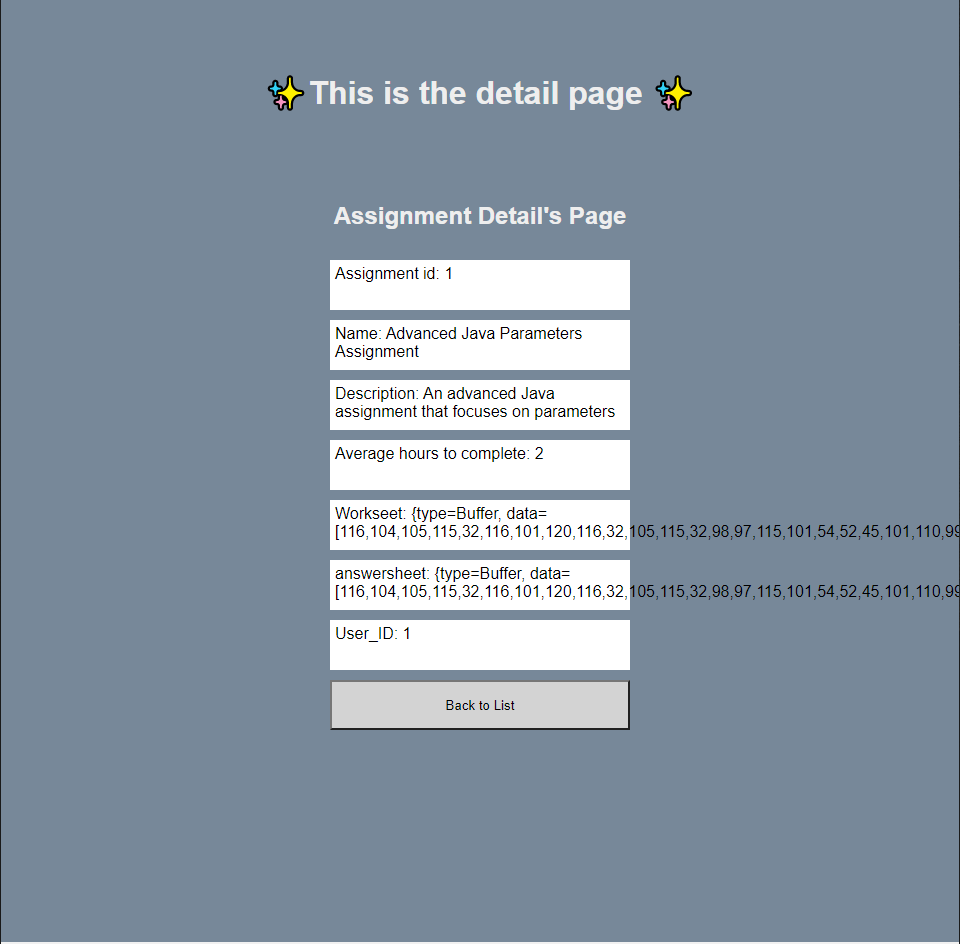 ✨This is the detail page ✨
Assignment Detail's Page
Assignment id: 1
Name: Advanced Java Parameters
Assignment
Description: An advanced Java
assignment that focuses on parameters
Average hours to complete: 2
Workseet: {type=Buffer, data=
[116,104,105,115,32,116,101,120,116,32,105,115,32,98,97,115,101,54,52,45,101,110,99
answersheet: {type=Buffer, data=
[116,104,105,115,32,116,101,120,116,32,105,115,32,98,97,115,101,54,52,45,101,110,99
User_ID: 1
Back to List